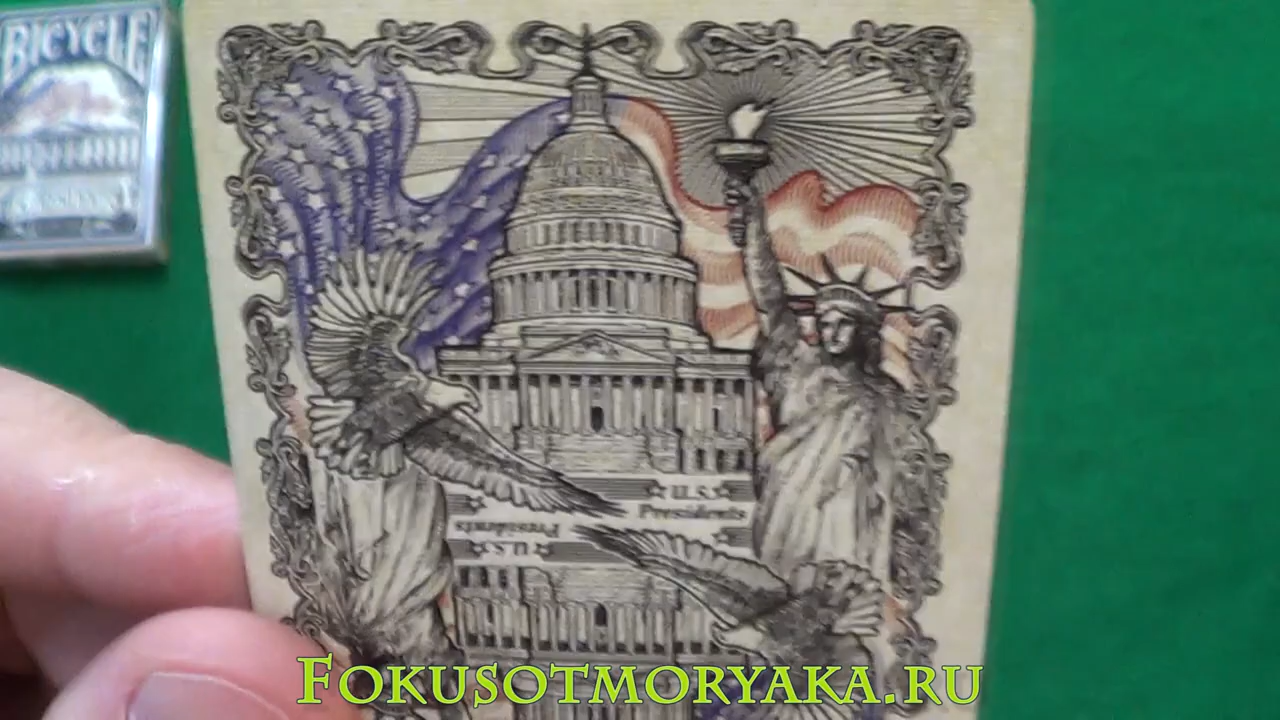 BICYCLE
U.S.
Presidents
Presidents
U.S.
FOKUSOTMORYAKA.RU